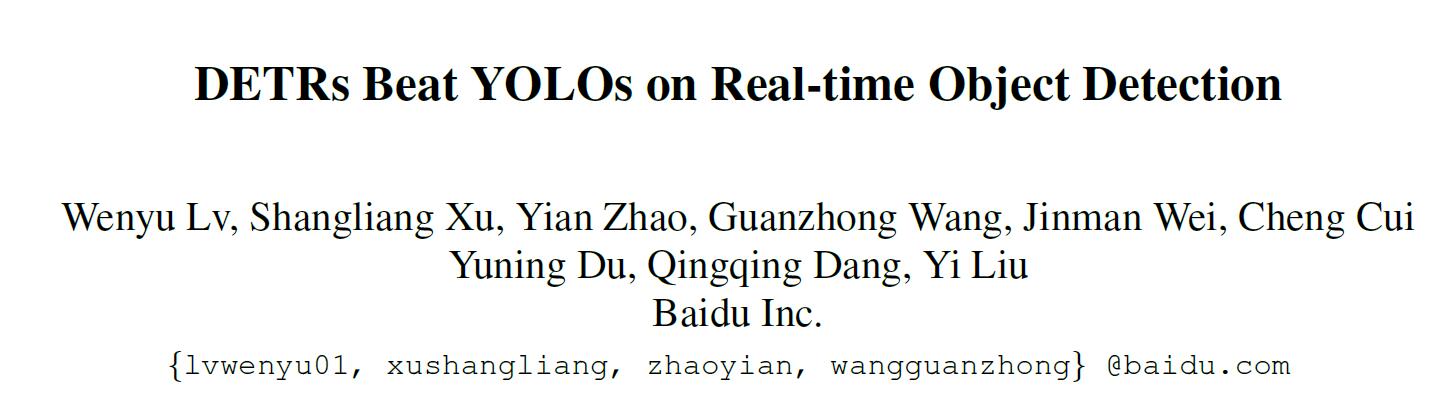 DETRs Beat YOLOs on Real-time Object Detection
Wenyu Lv, Shangliang Xu, Yian Zhao, Guanzhong Wang, Jinman Wei, Cheng Cui
Yuning Du, Qingqing Dang, Yi Liu
Baidu Inc.
{lvwenyu01, xushangliang, zhaoyian, wangguanzhong} @baidu.com